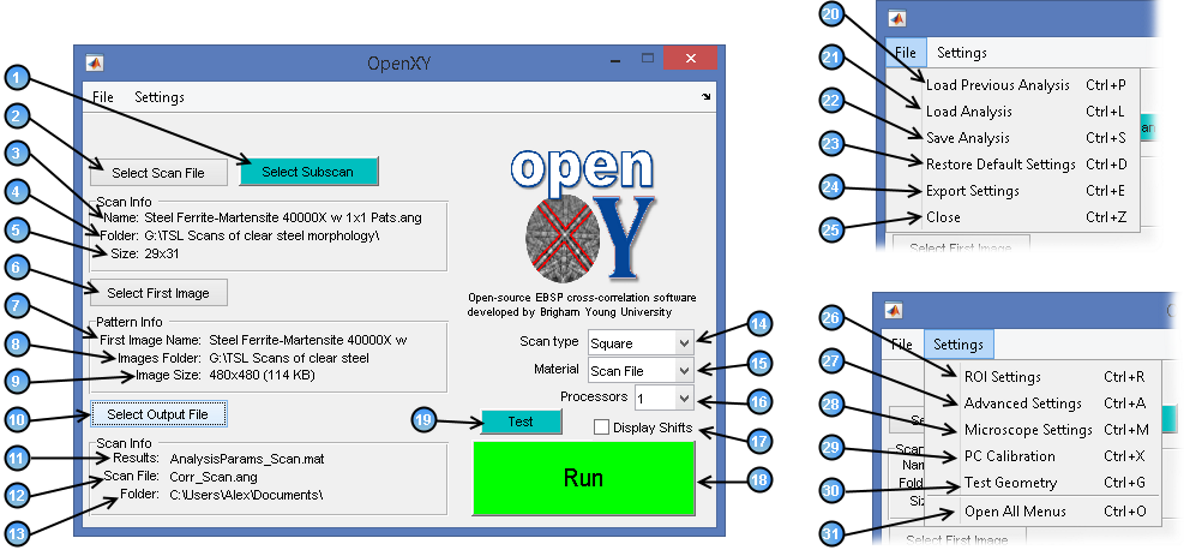 OpenXY
File Settings
1
2
3
4
5
6
7
8
9
10
11
12
13
Select Scan File
Select Subscan
Scan Info
Name: Steel Ferrite-Martensite 40000X w 1x1 Pats.ang
Folder: G:\TSL Scans of clear steel morphology\
Size: 29x31
Select First Image
Pattern Info
First Image Name: Steel Ferrite-Martensite 40000X w
Images Folder: G:\TSL Scans of clear steel
Image Size: 480x480 (114 KB)
Select Output File
Scan Info
Results: AnalysisParams_Scan.mat
Scan File: Corr_Scan.ang
Folder: C:\Users\Alex\Documents\
open
XY
Open-source EBSP cross-correlation software
developed by Brigham Young University
Scan type Square
Material Scan File
Processors 1
Test
Display Shifts
Run
14
15
16
17
18
19
20
21
22
23
24
25
File Settings
Load Previous Analysis Ctrl+P
Load Analysis Ctrl+L
Save Analysis Ctrl+S
Restore Default Settings Ctrl+D
Export Settings Ctrl+E
Close Ctrl+Z
Select First Image
26
27
28
29
30
31
File Settings
ROI Settings Ctrl+R
Advanced Settings Ctrl+A
Microscope Settings Ctrl+M
PC Calibration Ctrl+X
Test Geometry Ctrl+G
Open All Menus Ctrl+O
Select First Image